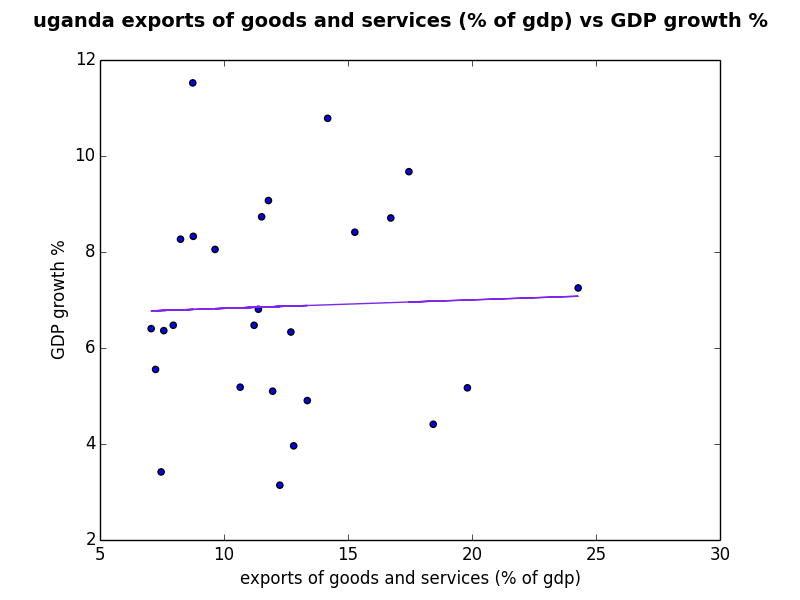 uganda exports of goods and services (% of gdp) vs GDP growth %
12
10
8
6
4
2
GDP growth %
5 10 15 20 25 30
exports of goods and services (% of gdp)